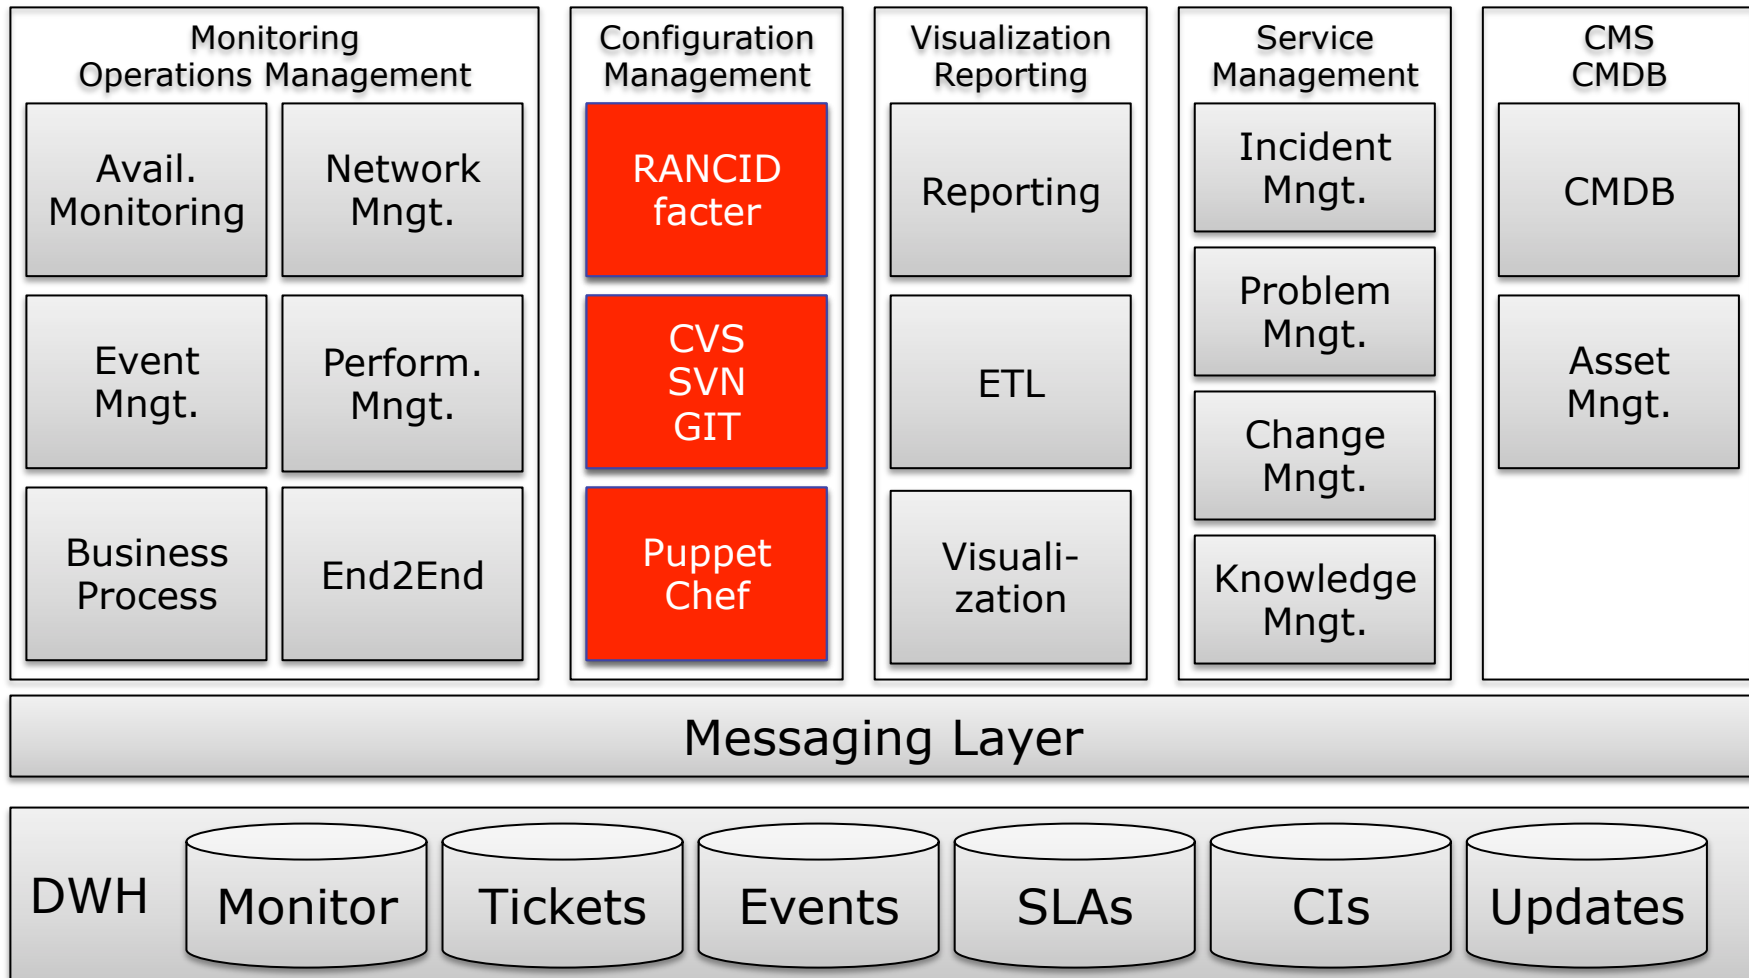 Monitoring
Operations Management
Avail.
Monitoring
Network
Mngt.
Event
Mngt.
Perform.
Mngt.
Business
Process
End2End
Configuration
Management
RANCID
facter
CVS
SVN
GIT
Puppet
Chef
Visualization
Reporting
Reporting
ETL
Visuali-
zation
Service
Management
Incident
Mngt.
Problem
Mngt.
Change
Mngt.
Knowledge
Mngt.
CMS
CMDB
CMDB
Asset
Mngt.
Messaging Layer
DWH
Monitor
Tickets
Events
SLAs
CIs
Updates